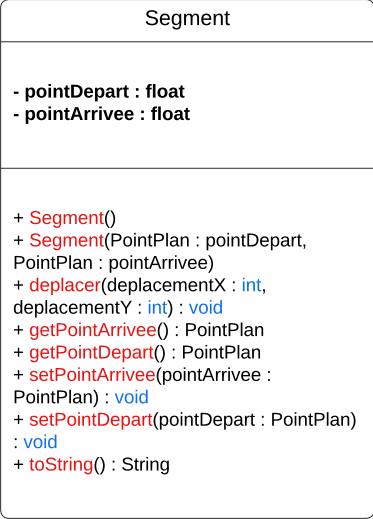 Segment
- pointDepart : float
- pointArrivee : float
+ Segment()
+ Segment(PointPlan : pointDepart,
PointPlan : pointArrivee)
+ deplacer(deplacementX : int,
deplacementY : int) : void
+ getPointArrivee() : PointPlan
+ getPointDepart() : PointPlan
+ setPointArrivee(pointArrivee :
PointPlan) : void
+ setPointDepart(pointDepart : PointPlan)
: void
+ toString() : String